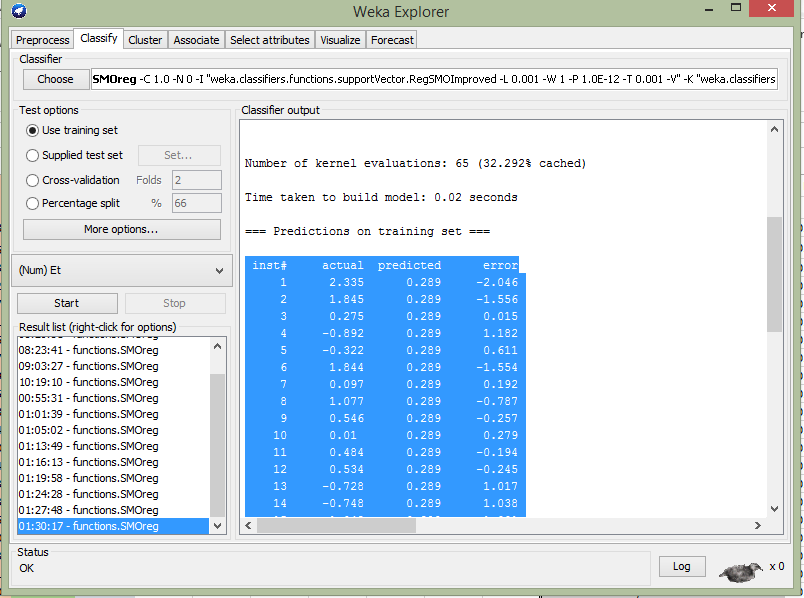 Weka Explorer
Preprocess Classify Cluster Associate Select attributes Visualize Forecast
Classifier
Choose SMOreg -C 1.0 -N 0 -I "weka.classifiers.functions.supportVector.RegSMOImproved -L 0.001 -W 1 -P 1.0E-12 -T 0.001 -V" -K "weka.classifiers
Test options
Use training set
Supplied test set Set...
Cross-validation Folds 2
Percentage split % 66
More options...
(Num) Et
Start Stop
Result list (right-click for options)
08:23:41 - functions.SMOreg
09:03:27 - functions.SMOreg
10:19:10 - functions.SMOreg
00:55:31 - functions.SMOreg
01:01:39 - functions.SMOreg
01:05:02 - functions.SMOreg
01:13:49 - functions.SMOreg
01:16:13 - functions.SMOreg
01:19:58 - functions.SMOreg
01:24:28 - functions.SMOreg
01:27:48 - functions.SMOreg
01:30:17 - functions.SMOreg
Classifier output
Number of kernel evaluations: 65 (32.292% cached)
Time taken to build model: 0.02 seconds
=== Predictions on training set ===
inst# actual predicted error
1 2.335 0.289 -2.046
2 1.845 0.289 -1.556
3 0.275 0.289 0.015
4 -0.892 0.289 1.182
5 -0.322 0.289 0.611
6 1.844 0.289 -1.554
7 0.097 0.289 0.192
8 1.077 0.289 -0.787
9 0.546 0.289 -0.257
10 0.01 0.289 0.279
11 0.484 0.289 -0.194
12 0.534 0.289 -0.245
13 -0.728 0.289 1.017
14 -0.748 0.289 1.038
Status
OK
Log x 0